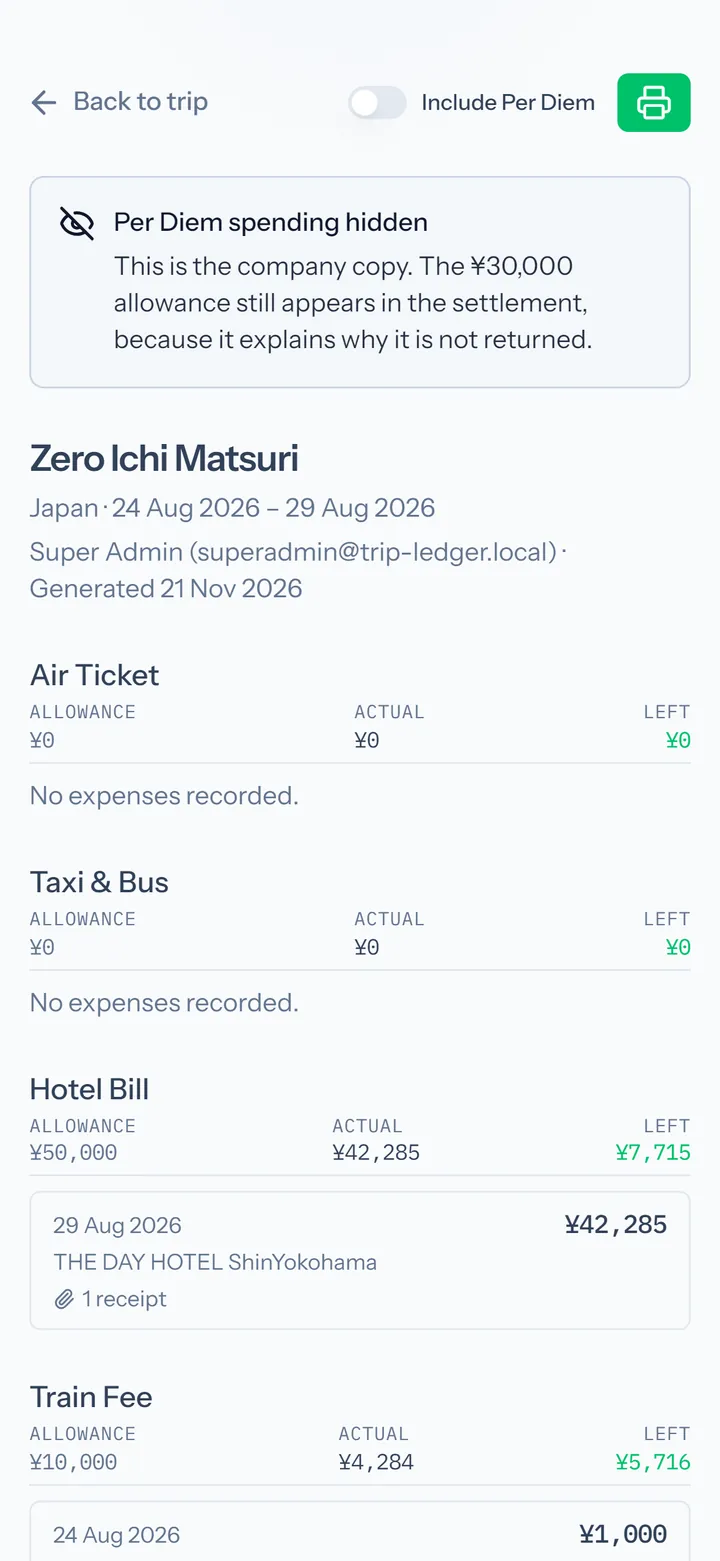 Back to trip
Include Per Diem
Per Diem spending hidden
This is the company copy. The ¥30,000
allowance still appears in the settlement,
because it explains why it is not returned.
Zero Ichi Matsuri
Japan · 24 Aug 2026 – 29 Aug 2026
Super Admin (superadmin@trip-ledger.local) ·
Generated 21 Nov 2026
Air Ticket
ALLOWANCE ACTUAL LEFT
¥0 ¥0 ¥0
No expenses recorded.
Taxi & Bus
ALLOWANCE ACTUAL LEFT
¥0 ¥0 ¥0
No expenses recorded.
Hotel Bill
ALLOWANCE ACTUAL LEFT
¥50,000 ¥42,285 ¥7,715
29 Aug 2026 ¥42,285
THE DAY HOTEL ShinYokohama
1 receipt
Train Fee
ALLOWANCE ACTUAL LEFT
¥10,000 ¥4,284 ¥5,716
24 Aug 2026 ¥1,000